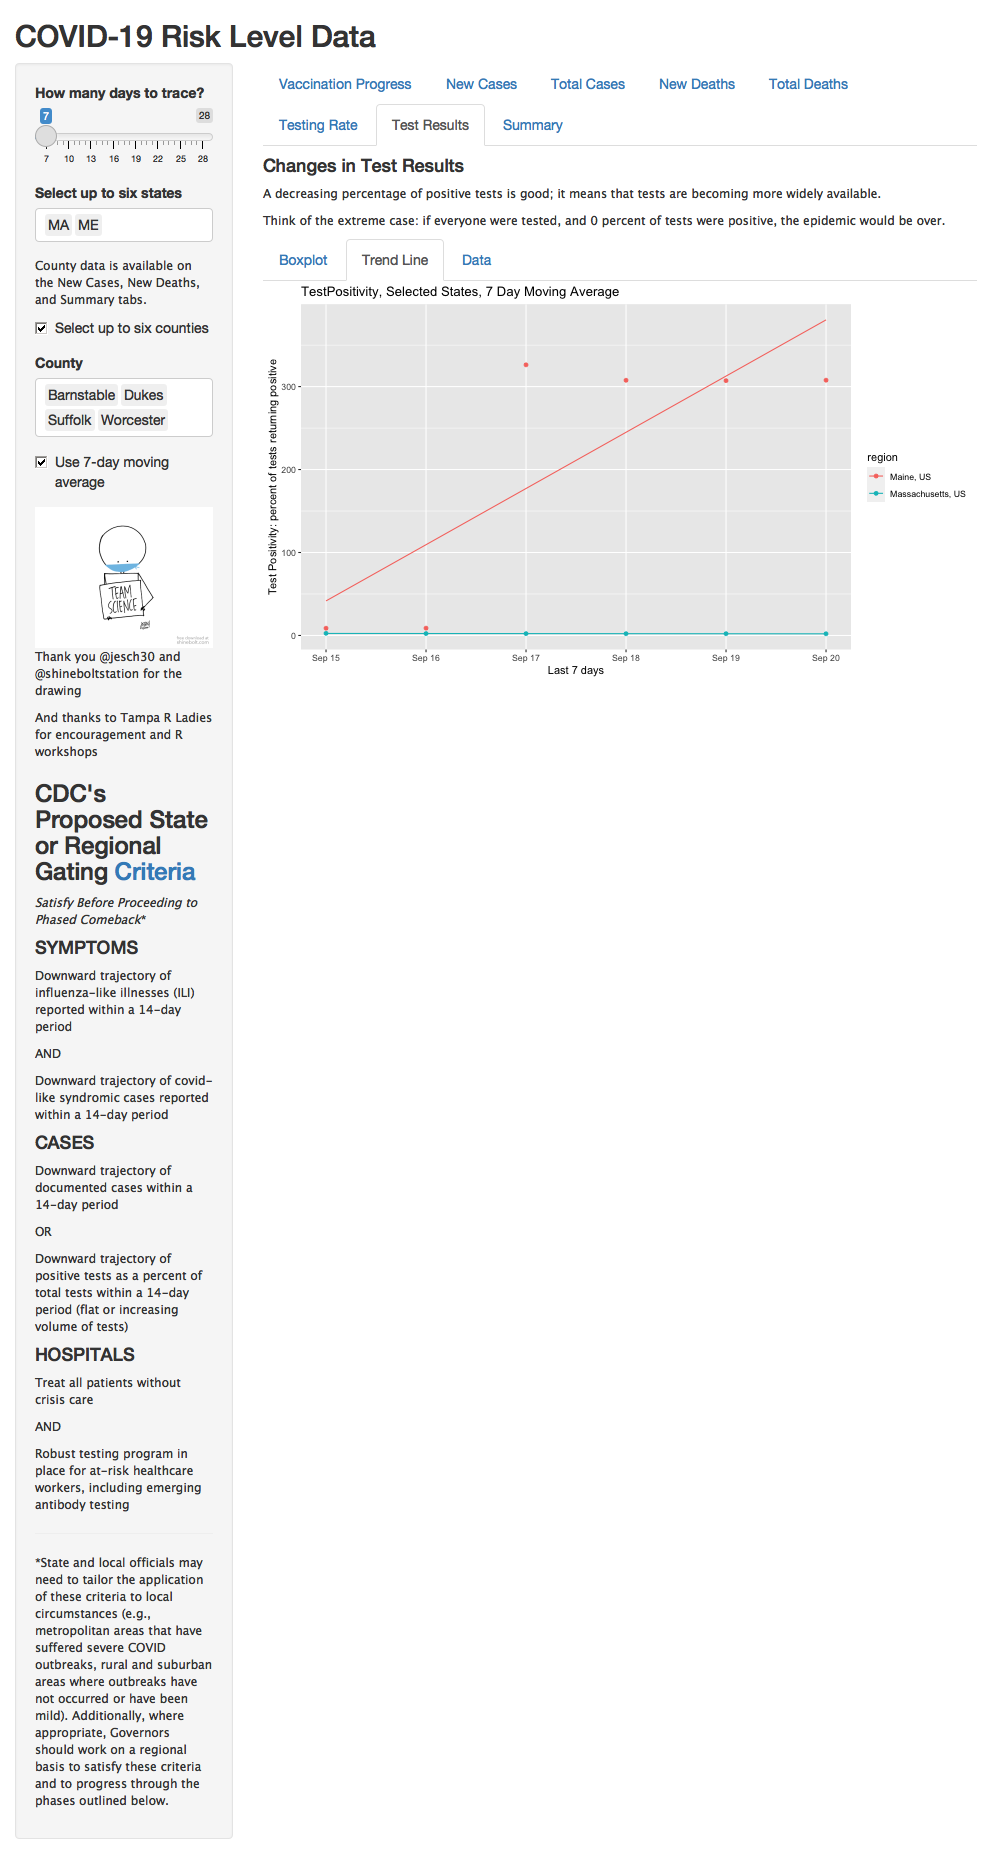 COVID-19 Risk Level Data
How many days to trace?
7 28
7 10 13 16 19 22 25 28
Select up to six states
MA ME
County data is available on
the New Cases, New Deaths,
and Summary tabs.
Select up to six counties
County
Barnstable Dukes
Suffolk Worcester
Use 7-day moving
average
TEAM
SCIENCE
Thank you @jesch30 and
@shineboltstation for the
drawing
And thanks to Tampa R Ladies
for encouragement and R
workshops
CDC's
Proposed State
or Regional
Gating Criteria
Satisfy Before Proceeding to
Phased Comeback*
SYMPTOMS
Downward trajectory of
influenza-like illnesses (ILI)
reported within a 14-day
period
AND
Downward trajectory of covid-
like syndromic cases reported
within a 14-day period
CASES
Downward trajectory of
documented cases within a
14-day period
OR
Downward trajectory of
positive tests as a percent of
total tests within a 14-day
period (flat or increasing
volume of tests)
HOSPITALS
Treat all patients without
crisis care
AND
Robust testing program in
place for at-risk healthcare
workers, including emerging
antibody testing
*State and local officials may
need to tailor the application
of these criteria to local
circumstances (e.g.,
metropolitan areas that have
suffered severe COVID
outbreaks, rural and suburban
areas where outbreaks have
not occurred or have been
mild). Additionally, where
appropriate, Governors
should work on a regional
basis to satisfy these criteria
and to progress through the
phases outlined below.
Vaccination Progress New Cases Total Cases New Deaths Total Deaths
Testing Rate Test Results Summary
Changes in Test Results
A decreasing percentage of positive tests is good; it means that tests are becoming more widely available.
Think of the extreme case: if everyone were tested, and 0 percent of tests were positive, the epidemic would be over.
Boxplot Trend Line Data
TestPositivity, Selected States, 7 Day Moving Average
Test Positivity: percent of tests returning positive
300
200
100
0
Sep 15 Sep 16 Sep 17 Sep 18 Sep 19 Sep 20
Last 7 days
region
Maine, US
Massachusetts, US